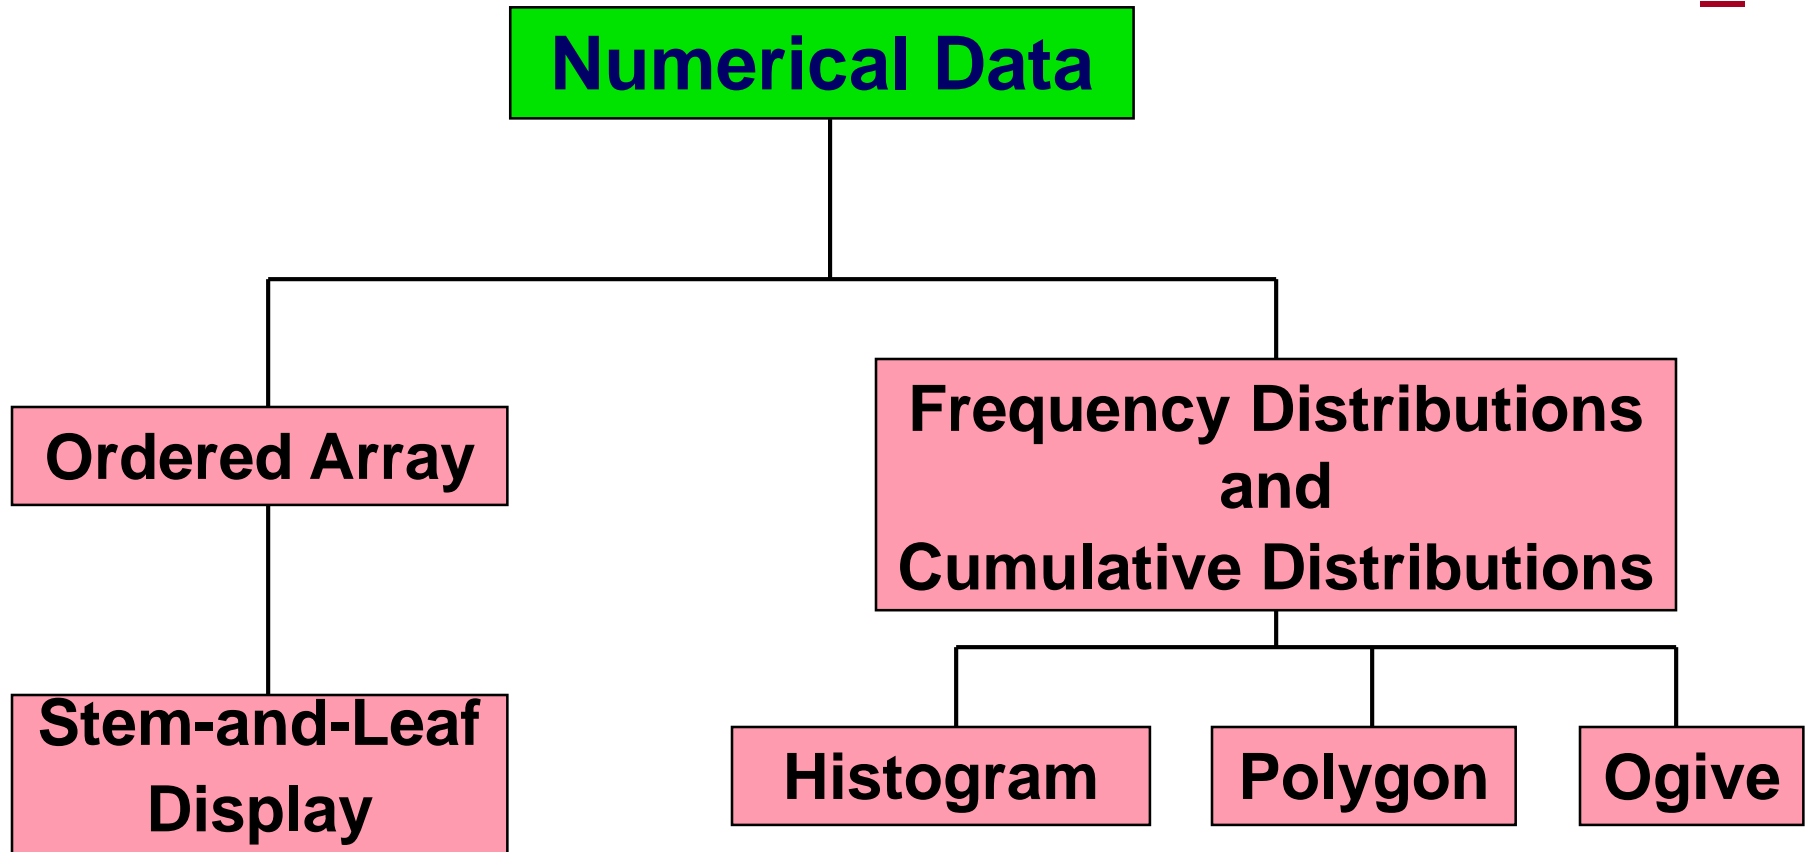 Numerical Data
Ordered Array
Frequency Distributions
and
Cumulative Distributions
Stem-and-Leaf
Display
Histogram
Polygon
Ogive